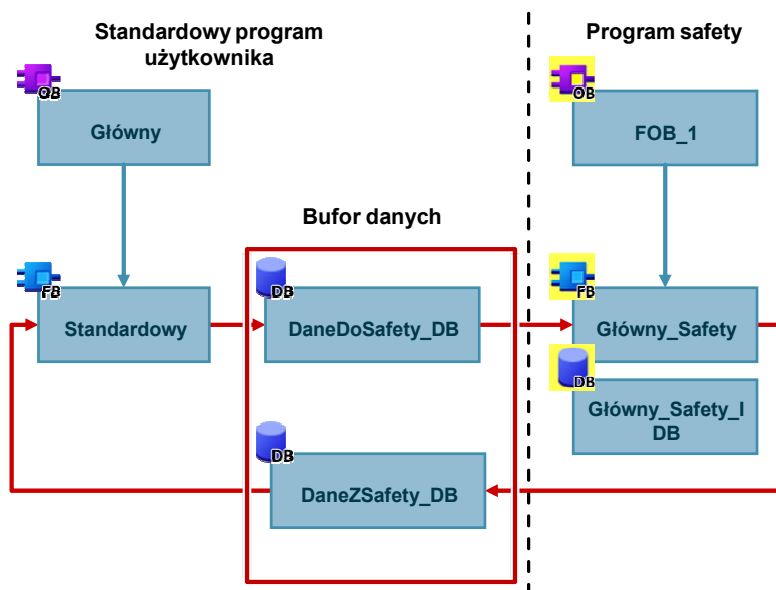 Standardowy program
użytkownika
Program safety
OB
Główny
OB
FOB_1
Bufor danych
FB
Standardowy
DB
DaneDoSafety_DB
FB
Główny_Safety
DB
Główny_Safety_I
DB
DB
DaneZSafety_DB